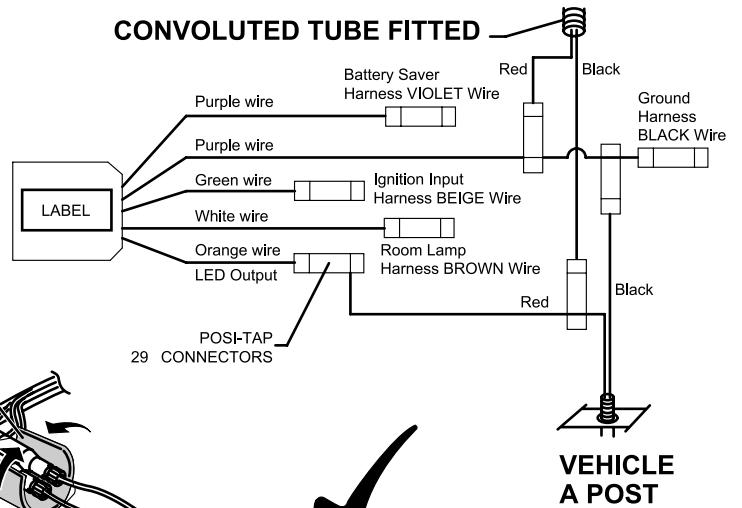 CONVOLUTED TUBE FITTED
Red
Black
Battery Saver
Harness VIOLET Wire
Purple wire
Ground
Harness
BLACK Wire
Purple wire
Green wire
Ignition Input
Harness BEIGE Wire
LABEL
White wire
Orange wire
LED Output
Room Lamp
Harness BROWN Wire
Red
Black
POSI-TAP
29 CONNECTORS
VEHICLE
A POST